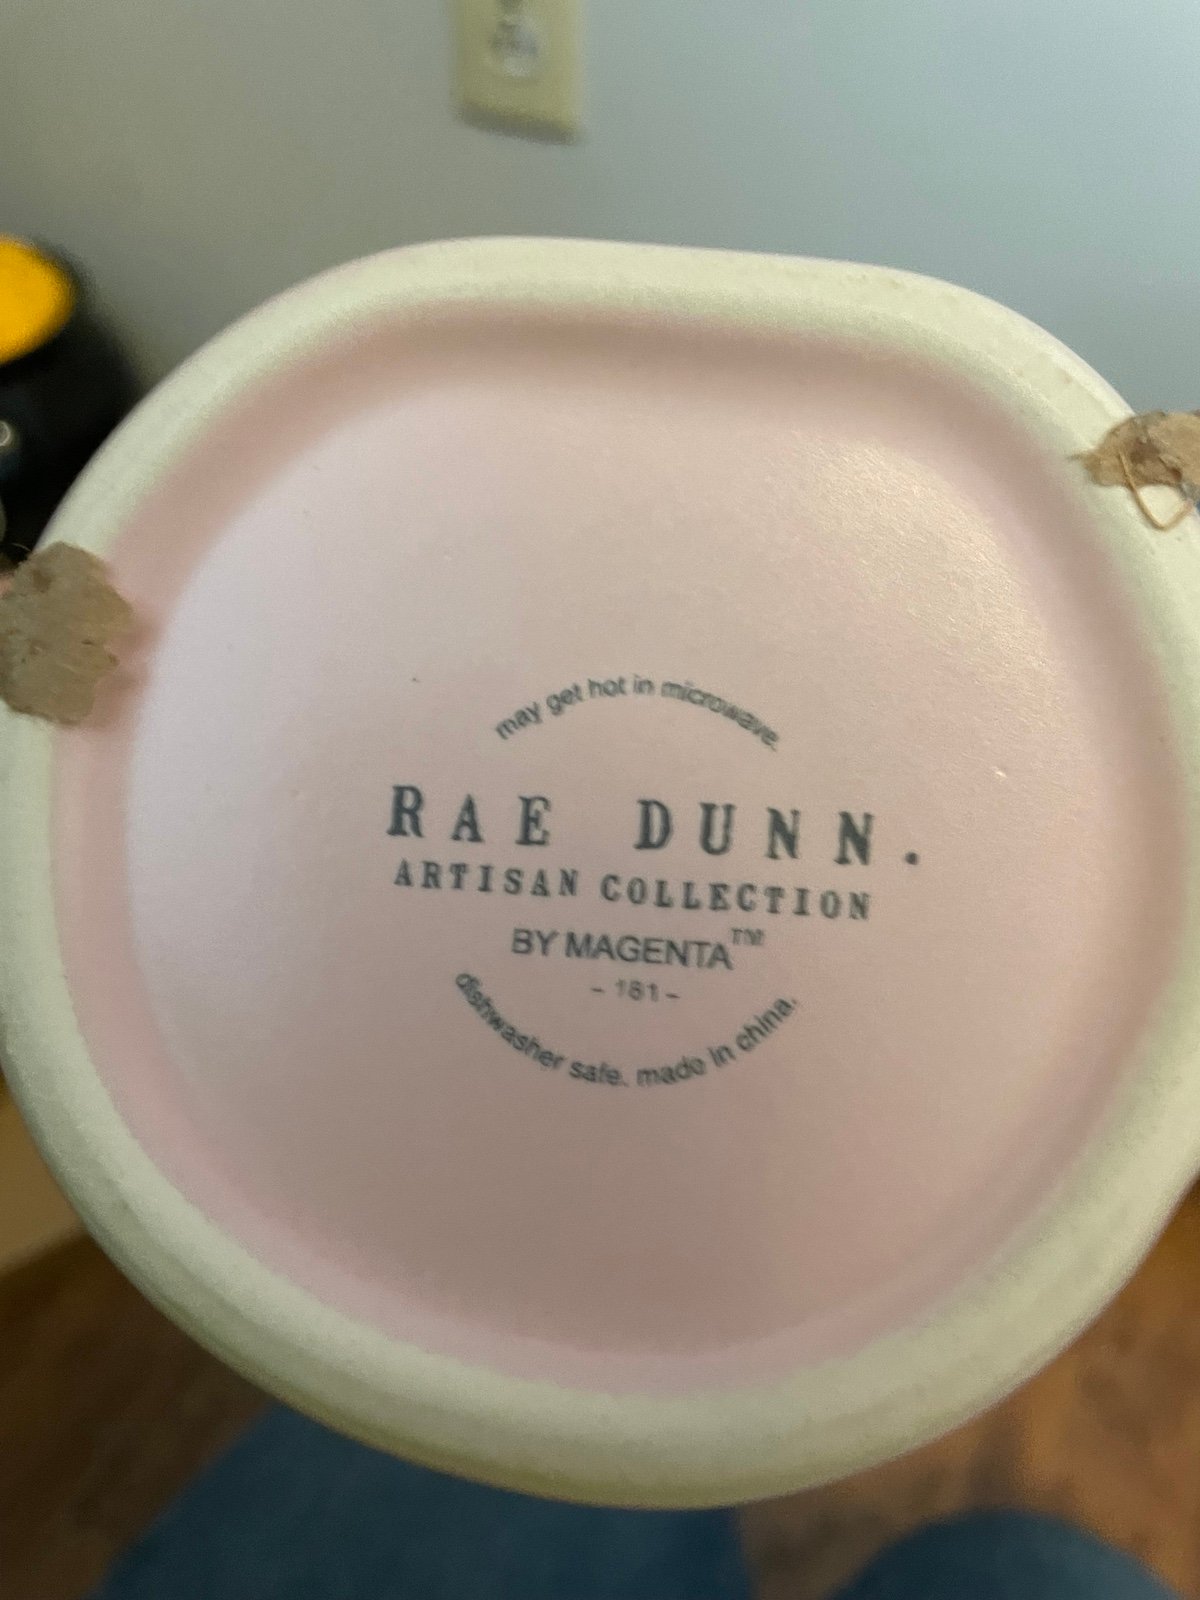 may get hot in microwave.
RAE DUNN.
ARTISAN COLLECTION
BY MAGENTA™
– 161 –
dishwasher safe. made in china.